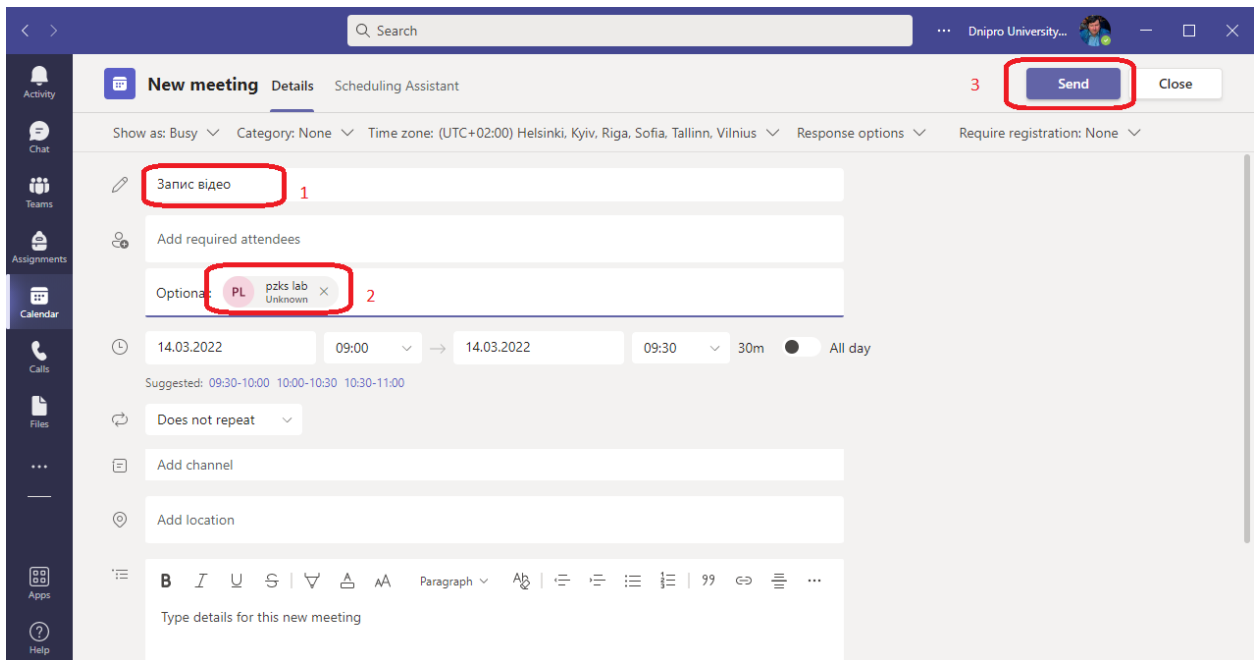 Search
Dnipro University...
Activity
New meeting Details Scheduling Assistant 3 Send Close
Chat
Show as: Busy Category: None Time zone: (UTC+02:00) Helsinki, Kyiv, Riga, Sofia, Tallinn, Vilnius Response options Require registration: None
Teams
Запис відео 1
Assignments
Add required attendees
Calendar
Optional: PL pzks lab 2
Unknown
Calls
14.03.2022 09:00 14.03.2022 09:30 30m All day
Suggested: 09:30-10:00 10:00-10:30 10:30-11:00
Files
Does not repeat
Add channel
Add location
Apps
B I U S A AA Paragraph Ab 99 ...
Type details for this new meeting
Help